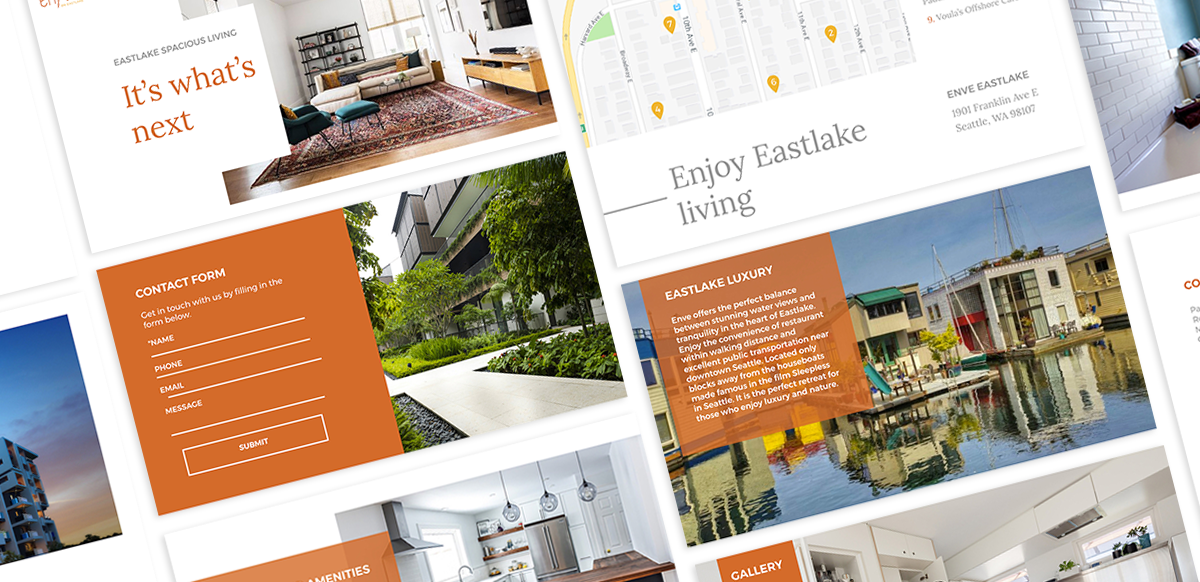 EASTLAKE SPACIOUS LIVING
It's what's
next
CONTACT FORM
Get in touch with us by filling in the
form below.
*NAME
PHONE
EMAIL
MESSAGE
SUBMIT
AMENITIES
Harvard Ave E
Broadway E
10th Ave E
11th Ave E
12th Ave E
7
2
6
4
9. Voula's Offshore
ENVE EASTLAKE
1901 Franklin Ave E
Seattle, WA 98107
Enjoy Eastlake
living
EASTLAKE LUXURY
Enve offers the perfect balance
between stunning water views and
tranquility in the heart of Eastlake.
Enjoy the convenience of restaurant
within walking distance and
excellent public transportation near
downtown Seattle. Located only
blocks away from the houseboats
made famous in the film Sleepless
in Seattle. It is the perfect retreat for
those who enjoy luxury and nature.
GALLERY
CO